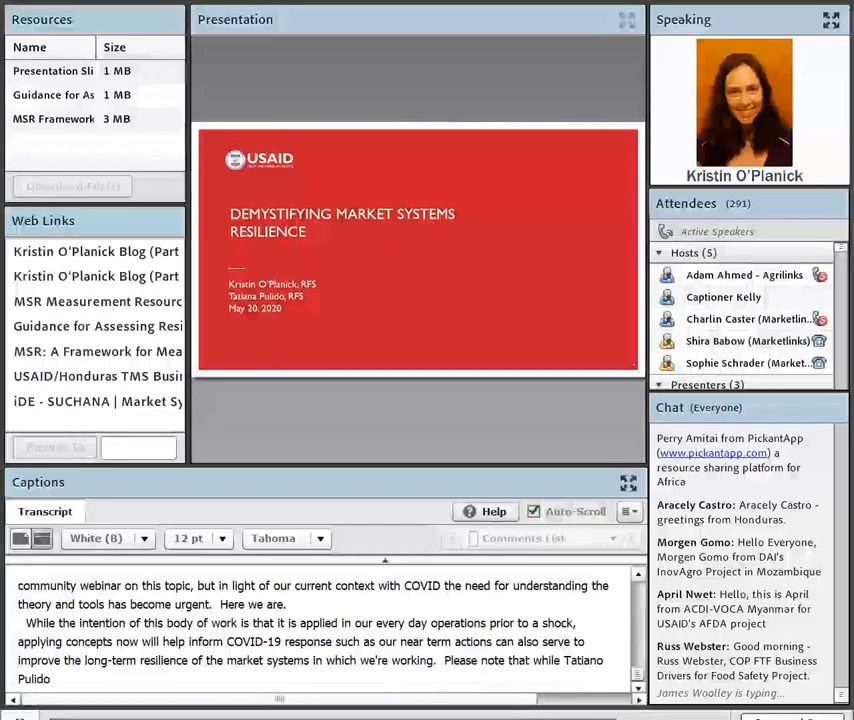 Resources
Name Size
Presentation Sli 1 MB
Guidance for As 1 MB
MSR Framework 3 MB
Download File(s)
Web Links
Kristin O'Planick Blog (Part
Kristin O'Planick Blog (Part
MSR Measurement Resourc
Guidance for Assessing Resi
MSR: A Framework for Mea
USAID/Honduras TMS Busin
iDE - SUCHANA | Market Sy
Browse To
Presentation
USAID
DEMYSTIFYING MARKET SYSTEMS
RESILIENCE
Kristin O'Planick, RFS
Tatiana Pulido, RFS
May 20, 2020
Speaking
Kristin O'Planick
Attendees (291)
Active Speakers
Hosts (5)
Adam Ahmed - Agrilinks
Captioner Kelly
Charlin Caster (Marketlin...
Shira Babow (Marketlinks)
Sophie Schrader (Market...
Presenters (3)
Chat (Everyone)
Perry Amitai from PickantApp
(www.pickantapp.com) a
resource sharing platform for
Africa
Aracely Castro: Aracely Castro -
greetings from Honduras.
Morgen Gomo: Hello Everyone,
Morgen Gomo from DAI's
InovAgro Project in Mozambique
April Nwet: Hello, this is April
from ACDI-VOCA Myanmar for
USAID's AFDA project
Russ Webster: Good morning -
Russ Webster, COP FTF Business
Drivers for Food Safety Project.
James Woolley is typing...
Captions
Transcript Help Auto-Scroll
White (8) 12 pt Tahoma Comments List
community webinar on this topic, but in light of our current context with COVID the need for understanding the
theory and tools has become urgent. Here we are.
While the intention of this body of work is that it is applied in our every day operations prior to a shock,
applying concepts now will help inform COVID-19 response such as our near term actions can also serve to
improve the long-term resilience of the market systems in which we're working. Please note that while Tatiano
Pulido